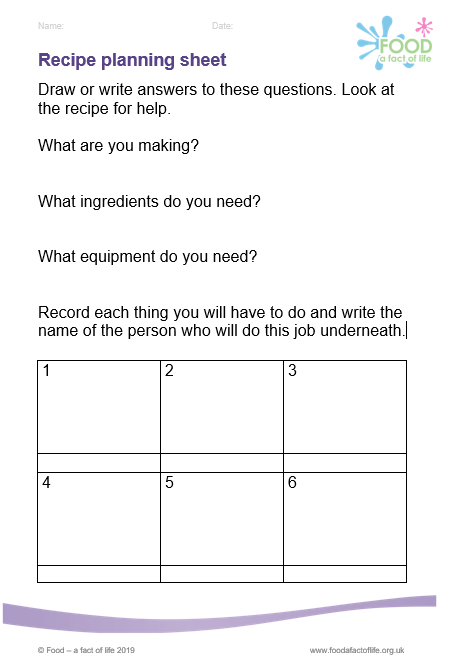 Name:
Date:
FOOD
a fact of life
Recipe planning sheet
Draw or write answers to these questions. Look at
the recipe for help.
What are you making?
What ingredients do you need?
What equipment do you need?
Record each thing you will have to do and write the
name of the person who will do this job underneath.
1
2
3
4
5
6
© Food – a fact of life 2019
www.foodafactoflife.org.uk